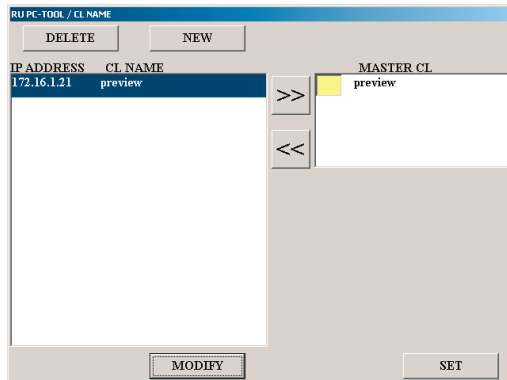 RU PC-TOOL / CL NAME
DELETE NEW
IP ADDRESS CL NAME MASTER CL
172.16.1.21 preview preview
>>
<<
MODIFY SET